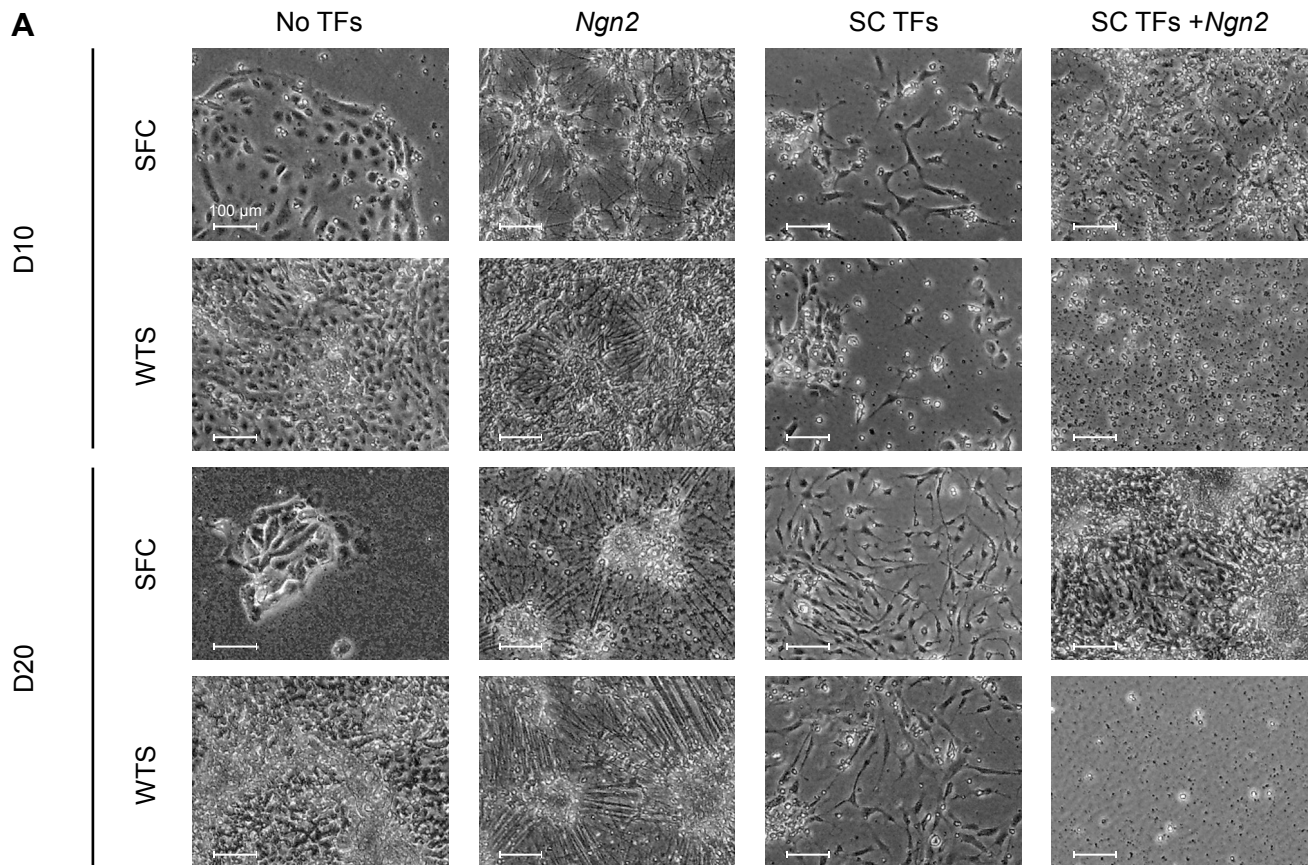 A
No TFs
Ngn2
SC TFs
SC TFs +Ngn2
D10
SFC
100 µm
WTS
D20
SFC
WTS